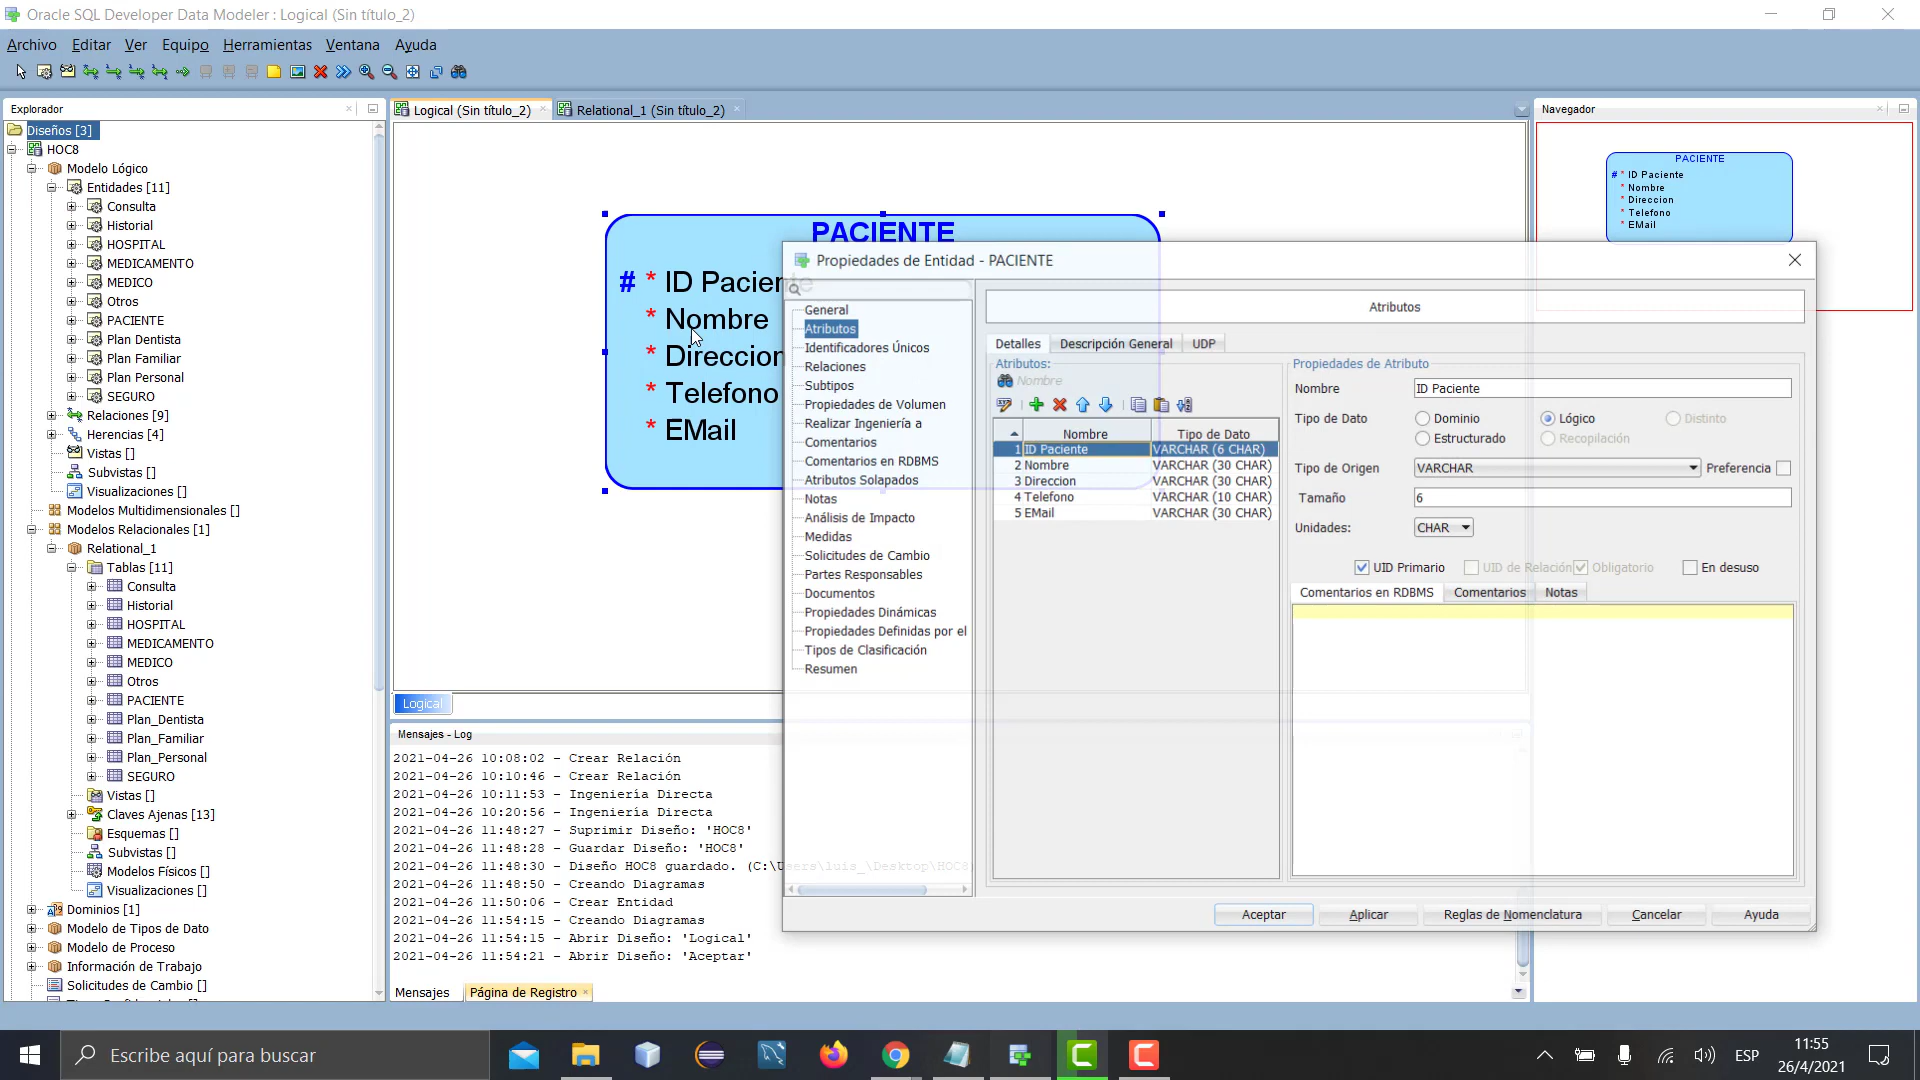 Oracle SQL Developer Data Modeler : Logical (Sin título_2)
Archivo Editar Ver Equipo Herramientas Ventana Ayuda
Explorador
Diseños [3]
HOC8
Modelo Lógico
Entidades [11]
Consulta
Historial
HOSPITAL
MEDICAMENTO
MEDICO
Otros
PACIENTE
Plan Dentista
Plan Familiar
Plan Personal
SEGURO
Relaciones [9]
Herencias [4]
Vistas []
Subvistas []
Visualizaciones []
Modelos Multidimensionales []
Modelos Relacionales [1]
Relational_1
Tablas [11]
Consulta
Historial
HOSPITAL
MEDICAMENTO
MEDICO
Otros
PACIENTE
Plan_Dentista
Plan_Familiar
Plan_Personal
SEGURO
Vistas []
Claves Ajenas [13]
Esquemas []
Subvistas []
Modelos Físicos []
Visualizaciones []
Dominios [1]
Modelo de Tipos de Dato
Modelo de Proceso
Información de Trabajo
Solicitudes de Cambio []
Logical (Sin título_2) Relational_1 (Sin título_2)
PACIENTE
# * ID Paciente
* Nombre
* Direccion
* Telefono
* EMail
Logical
Mensajes - Log
2021-04-26 10:08:02 - Crear Relación
2021-04-26 10:10:46 - Crear Relación
2021-04-26 10:11:53 - Ingeniería Directa
2021-04-26 10:20:56 - Ingeniería Directa
2021-04-26 11:48:27 - Suprimir Diseño: 'HOC8'
2021-04-26 11:48:28 - Guardar Diseño: 'HOC8'
2021-04-26 11:48:30 - Diseño HOC8 guardado. (C:\Users\luis_\Desktop\HOC8
2021-04-26 11:48:50 - Creando Diagramas
2021-04-26 11:50:06 - Crear Entidad
2021-04-26 11:54:15 - Creando Diagramas
2021-04-26 11:54:15 - Abrir Diseño: 'Logical'
2021-04-26 11:54:21 - Abrir Diseño: 'Aceptar'
Mensajes Página de Registro
Navegador
PACIENTE
# * ID Paciente
* Nombre
* Direccion
* Telefono
* EMail
Propiedades de Entidad - PACIENTE
General
Atributos
Identificadores Únicos
Relaciones
Subtipos
Propiedades de Volumen
Realizar Ingeniería a
Comentarios
Comentarios en RDBMS
Atributos Solapados
Notas
Análisis de Impacto
Medidas
Solicitudes de Cambio
Partes Responsables
Documentos
Propiedades Dinámicas
Propiedades Definidas por el
Tipos de Clasificación
Resumen
Atributos
Detalles Descripción General UDP
Atributos:
Nombre
Nombre Tipo de Dato
1 ID Paciente VARCHAR (6 CHAR)
2 Nombre VARCHAR (30 CHAR)
3 Direccion VARCHAR (30 CHAR)
4 Telefono VARCHAR (10 CHAR)
5 EMail VARCHAR (30 CHAR)
Propiedades de Atributo
Nombre ID Paciente
Tipo de Dato Dominio Lógico Distinto
Estructurado Recopilación
Tipo de Origen VARCHAR Preferencia
Tamaño 6
Unidades: CHAR
UID Primario UID de Relación Obligatorio En desuso
Comentarios en RDBMS Comentarios Notas
Aceptar Aplicar Reglas de Nomenclatura Cancelar Ayuda
Escribe aquí para buscar
ESP
11:55
26/4/2021